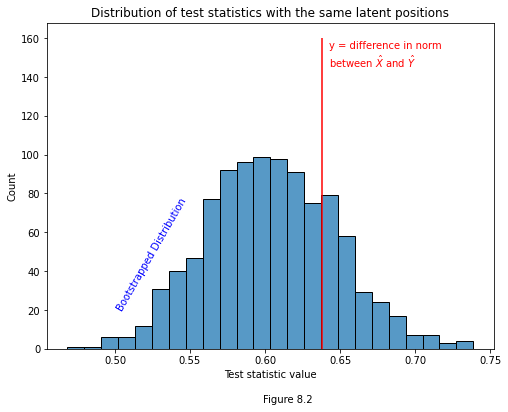 Distribution of test statistics with the same latent positions
160
140
120
100
80
60
40
20
0
Count
y = difference in norm
between X̂ and Ŷ
Bootstrapped Distribution
0.50 0.55 0.60 0.65 0.70 0.75
Test statistic value
Figure 8.2